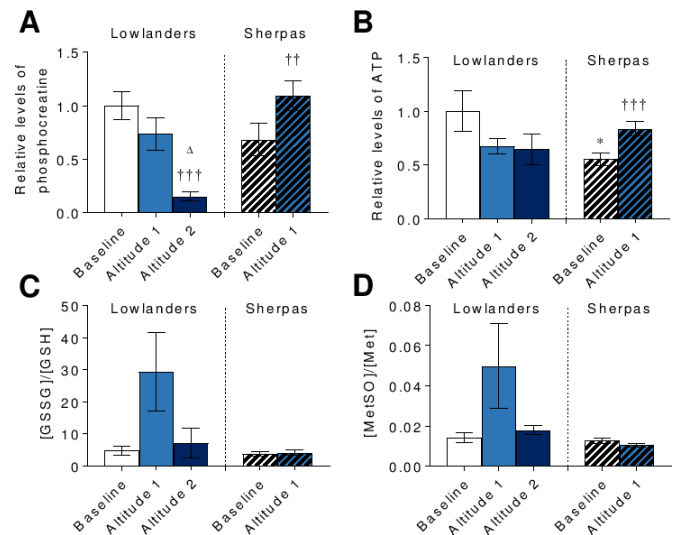 A
Lowlanders Sherpas
Relative levels of
phosphocreatine
1.5
1.0
0.5
0.0
††
Δ
†††
Baseline
Altitude 1
Altitude 2
Baseline
Altitude 1
B
Lowlanders Sherpas
Relative levels of ATP
1.5
1.0
0.5
0.0
*
†††
Baseline
Altitude 1
Altitude 2
Baseline
Altitude 1
C
Lowlanders Sherpas
[GSSG]/[GSH]
50
40
30
20
10
0
Baseline
Altitude 1
Altitude 2
Baseline
Altitude 1
D
Lowlanders Sherpas
[MetSO]/[Met]
0.08
0.06
0.04
0.02
0.00
Baseline
Altitude 1
Altitude 2
Baseline
Altitude 1